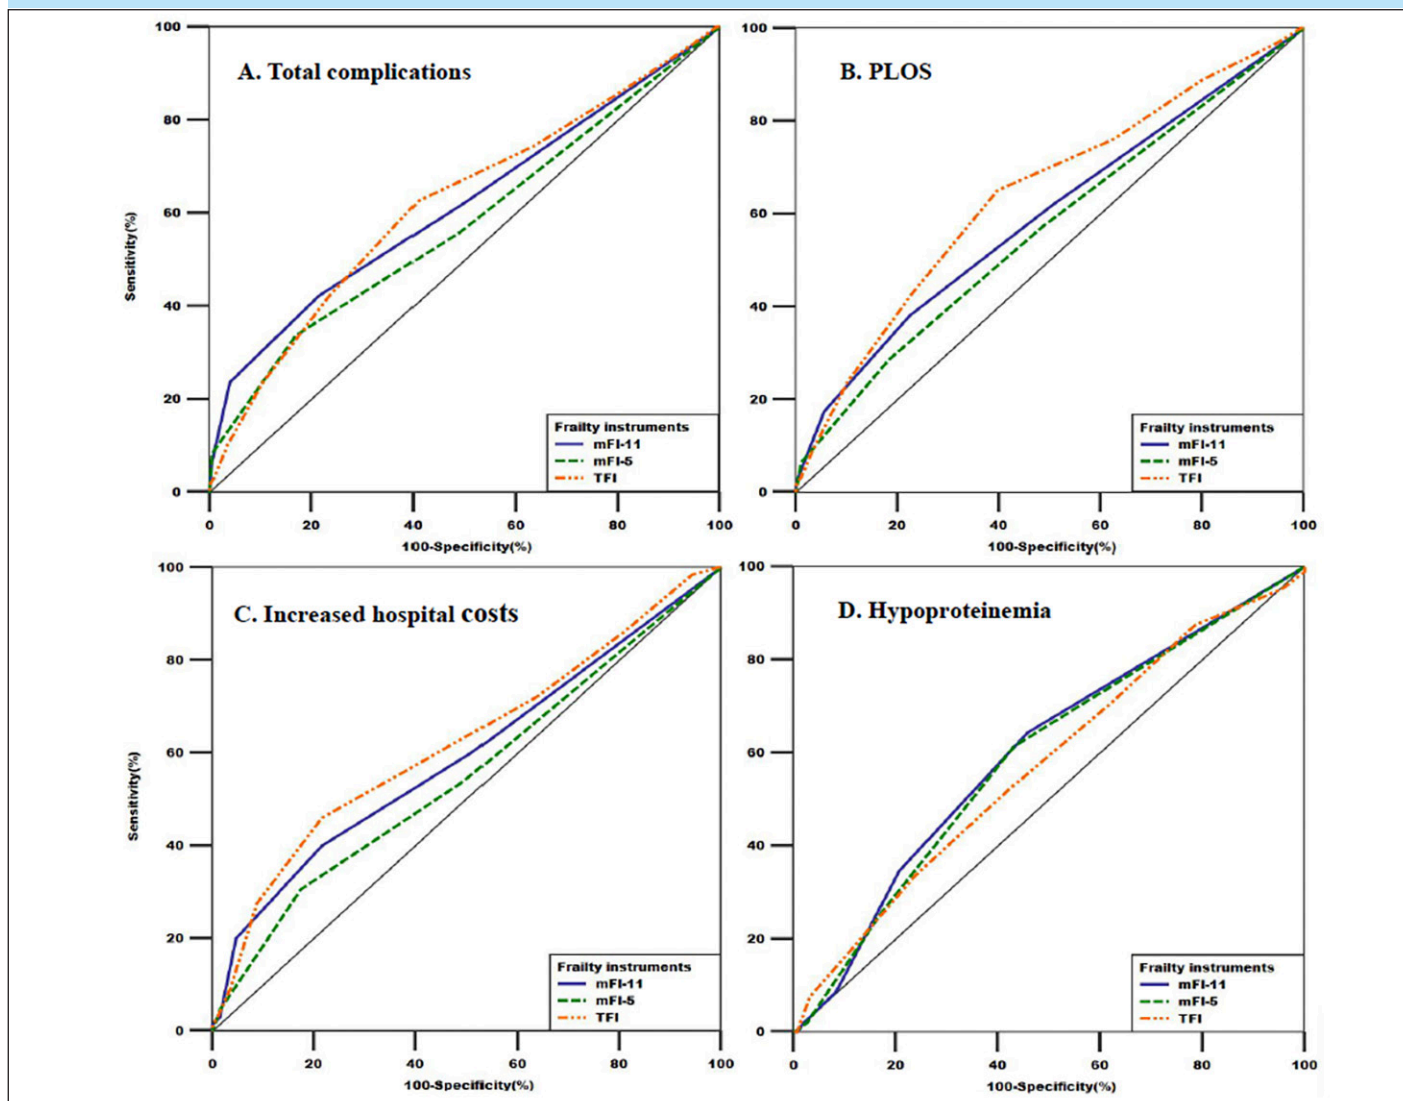 A. Total complications
100
80
60
40
20
0
Sensitivity(%)
Frailty instruments
mFI-11
mFI-5
TFI
0 20 40 60 80 100
100-Specificity(%)
B. PLOS
100
80
60
40
20
0
Frailty instruments
mFI-11
mFI-5
TFI
0 20 40 60 80 100
100-Specificity(%)
C. Increased hospital costs
100
80
60
40
20
0
Sensitivity(%)
Frailty instruments
mFI-11
mFI-5
TFI
0 20 40 60 80 100
100-Specificity(%)
D. Hypoproteinemia
100
80
60
40
20
0
Frailty instruments
mFI-11
mFI-5
TFI
0 20 40 60 80 100
100-Specificity(%)